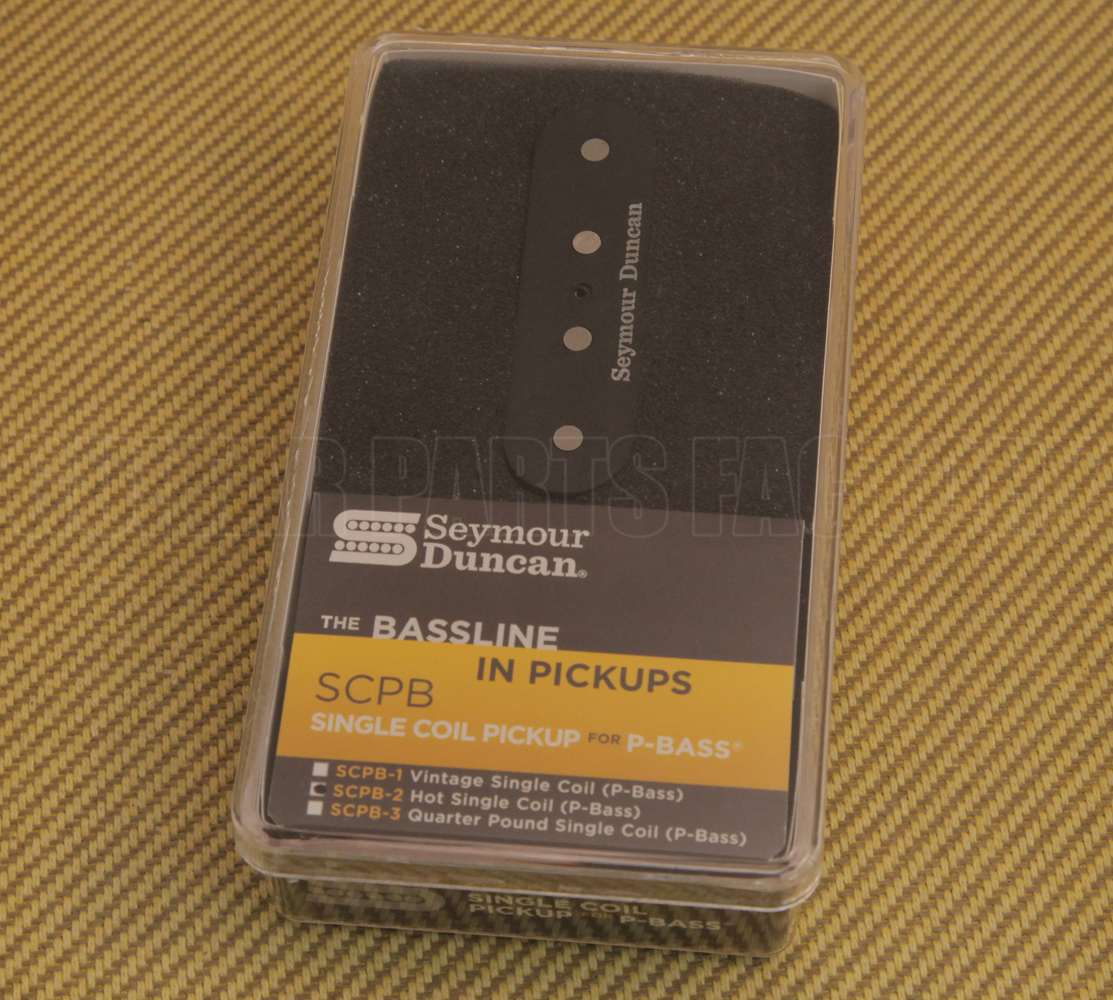 Seymour Duncan
R PARTS FAC
Seymour
Duncan®
THE BASSLINE
IN PICKUPS
SCPB
SINGLE COIL PICKUP FOR P-BASS®
SCPB-1 Vintage Single Coil (P-Bass)
SCPB-2 Hot Single Coil (P-Bass)
SCPB-3 Quarter Pound Single Coil (P-Bass)
SINGLE COIL
PICKUP FOR P-BASS